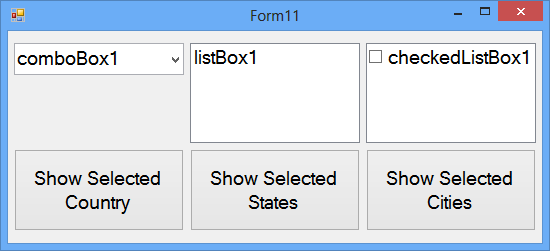 Form11
comboBox1
listBox1
checkedListBox1
Show Selected
Country
Show Selected
States
Show Selected
Cities